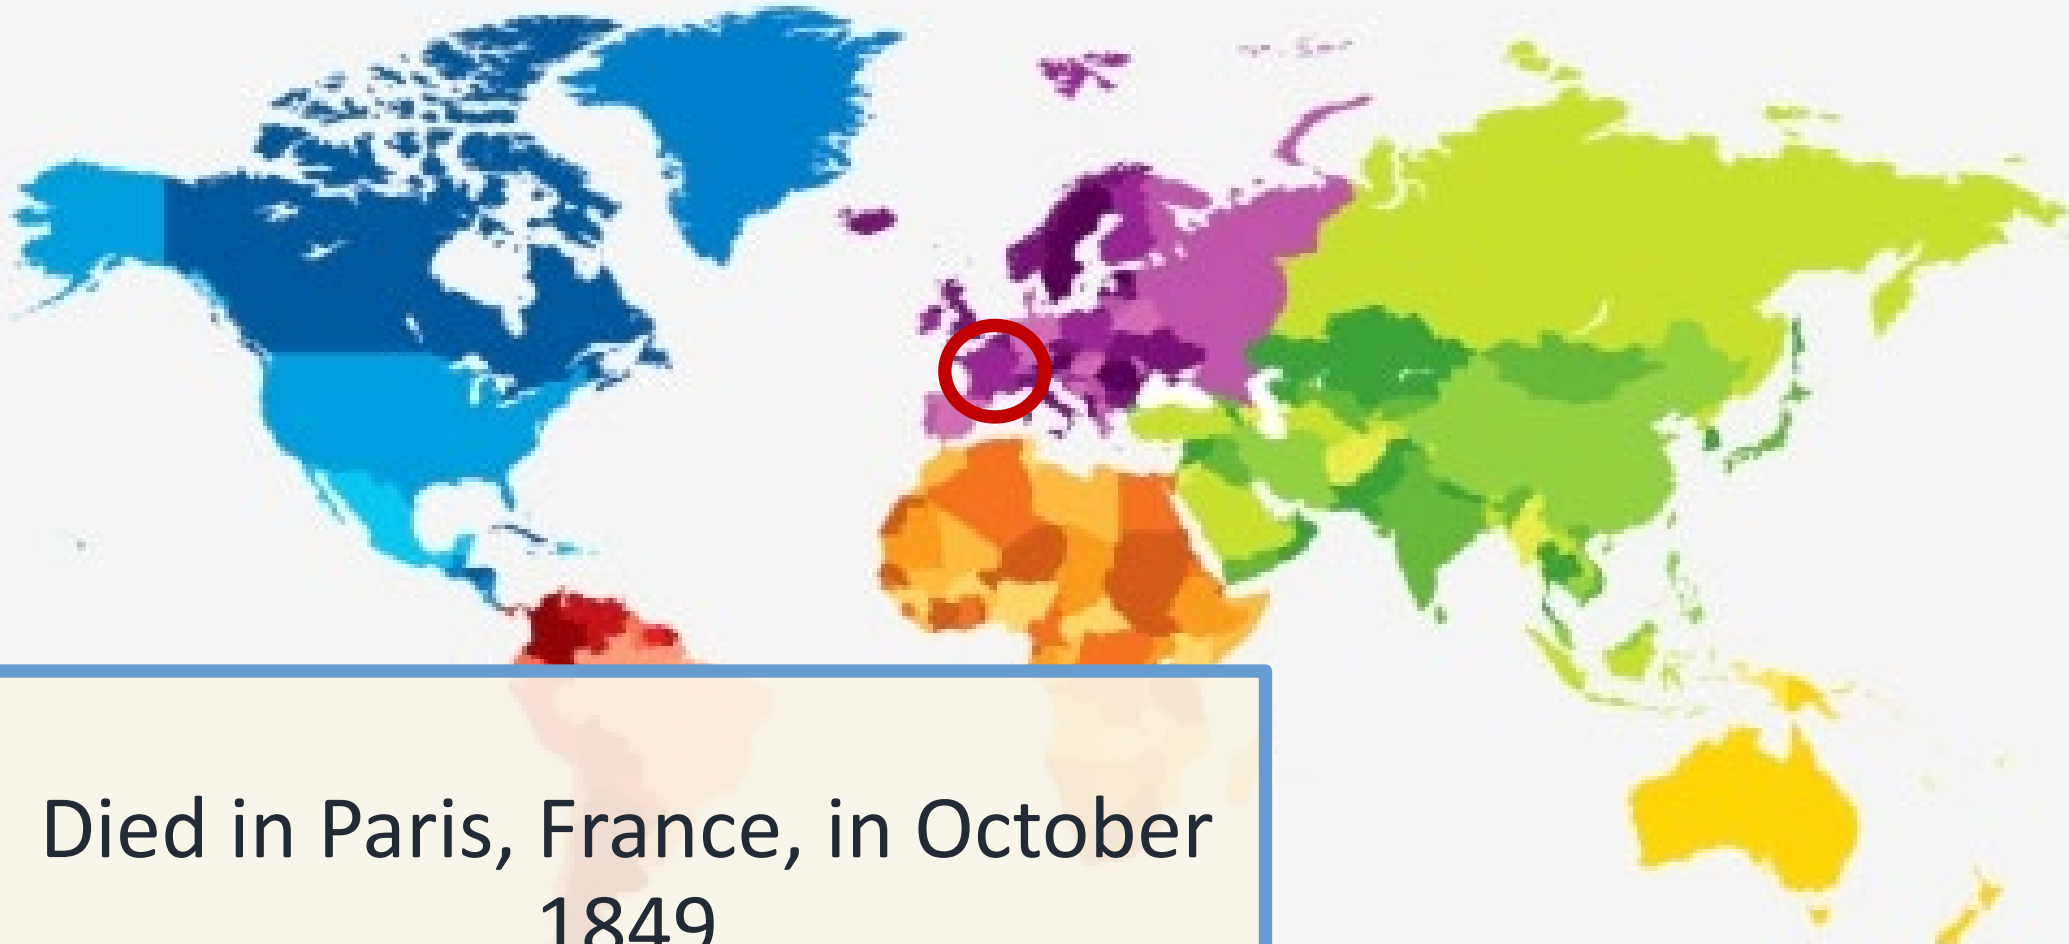 Died in Paris, France, in October
1849